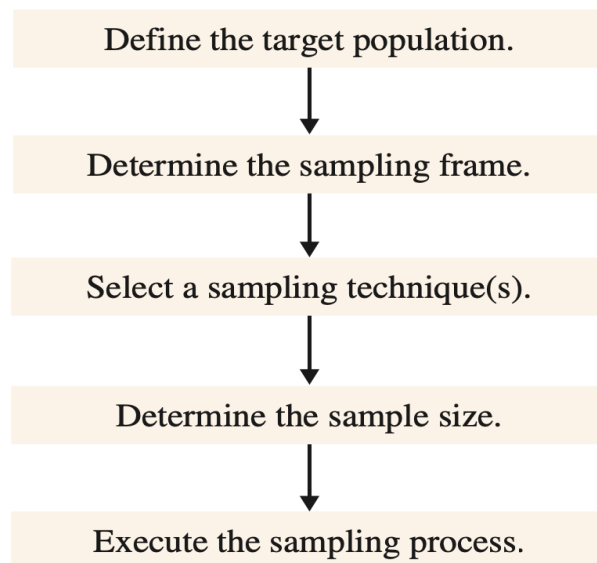 Define the target population.
Determine the sampling frame.
Select a sampling technique(s).
Determine the sample size.
Execute the sampling process.